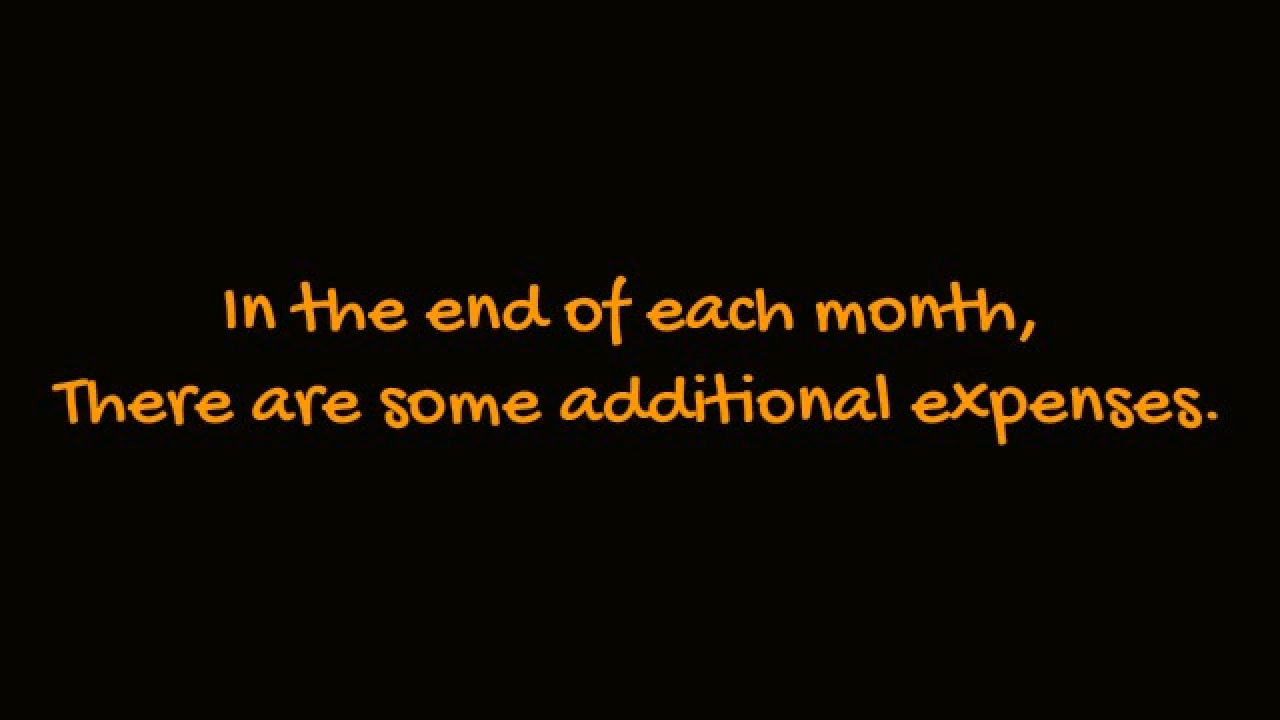 In the end of each month,
There are some additional expenses.